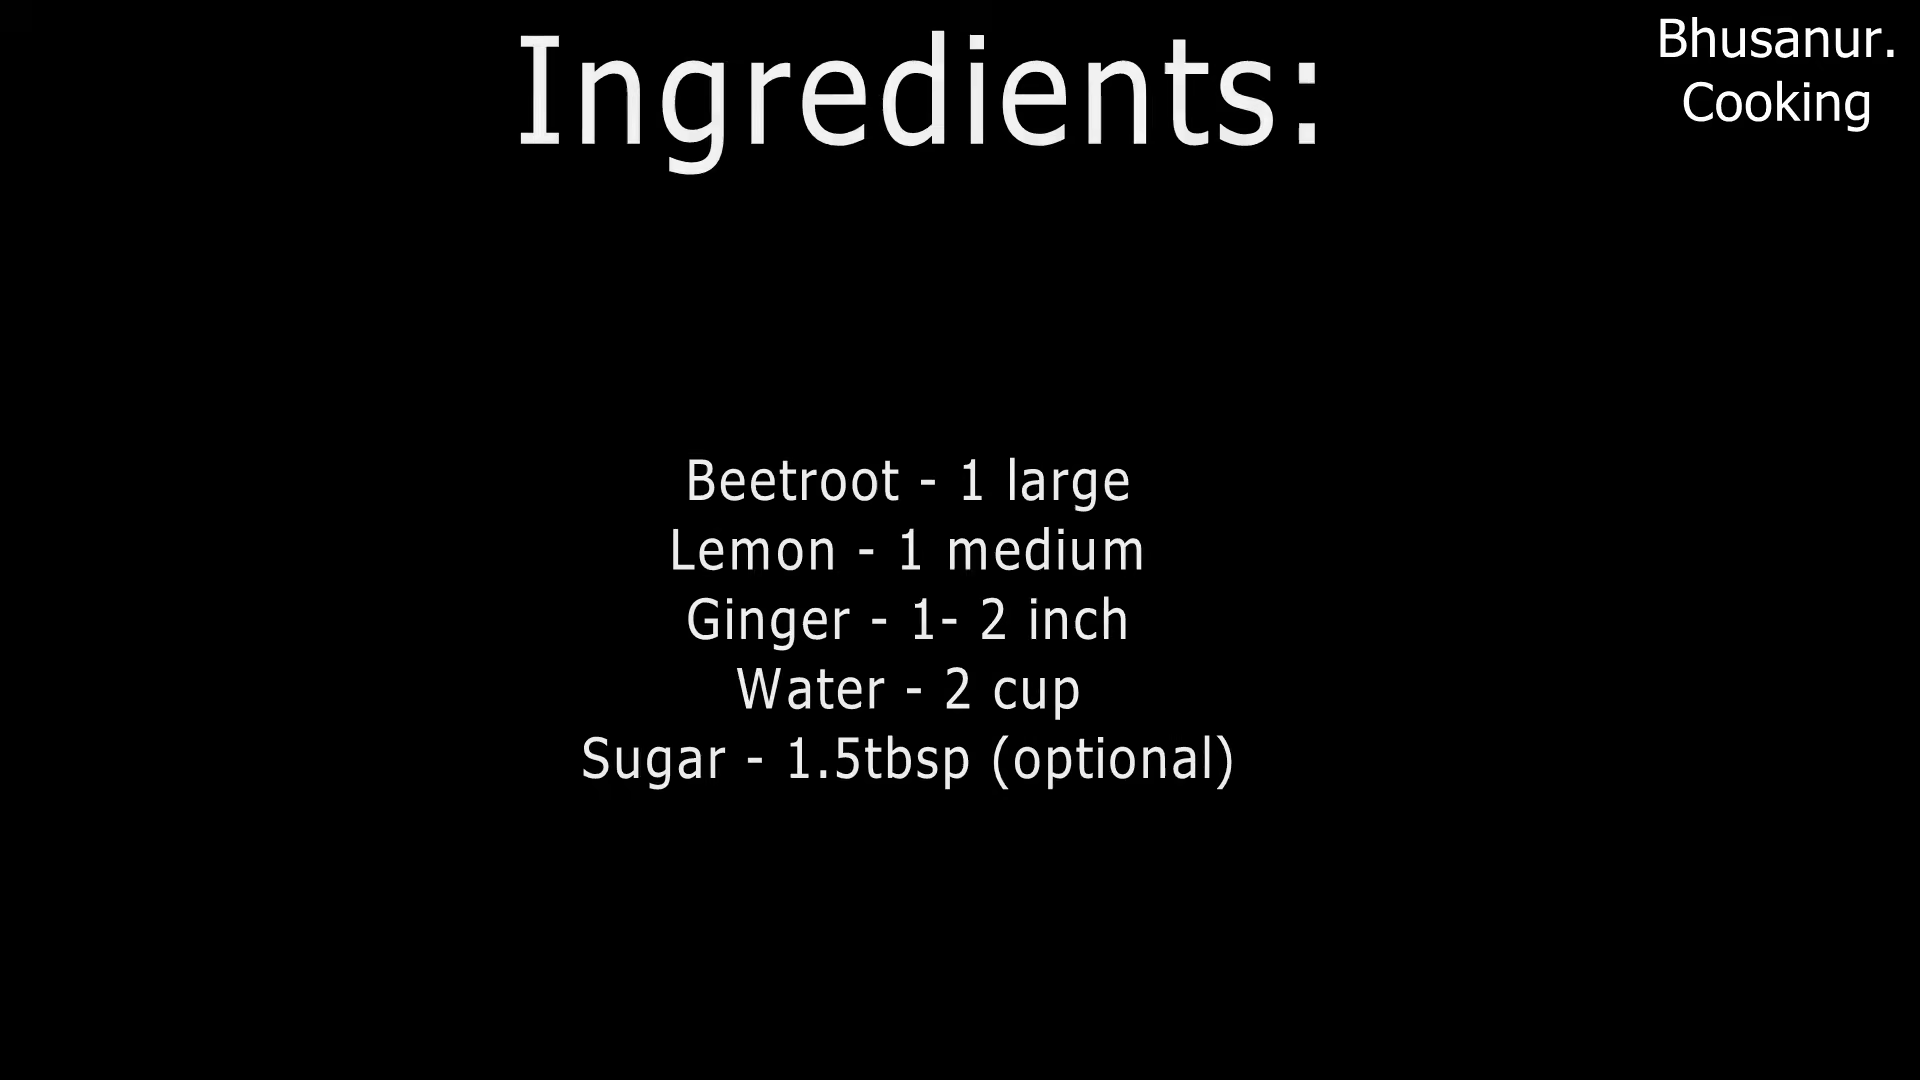 Ingredients:
Bhusanur.
Cooking
Beetroot - 1 large
Lemon - 1 medium
Ginger - 1- 2 inch
Water - 2 cup
Sugar - 1.5tbsp (optional)